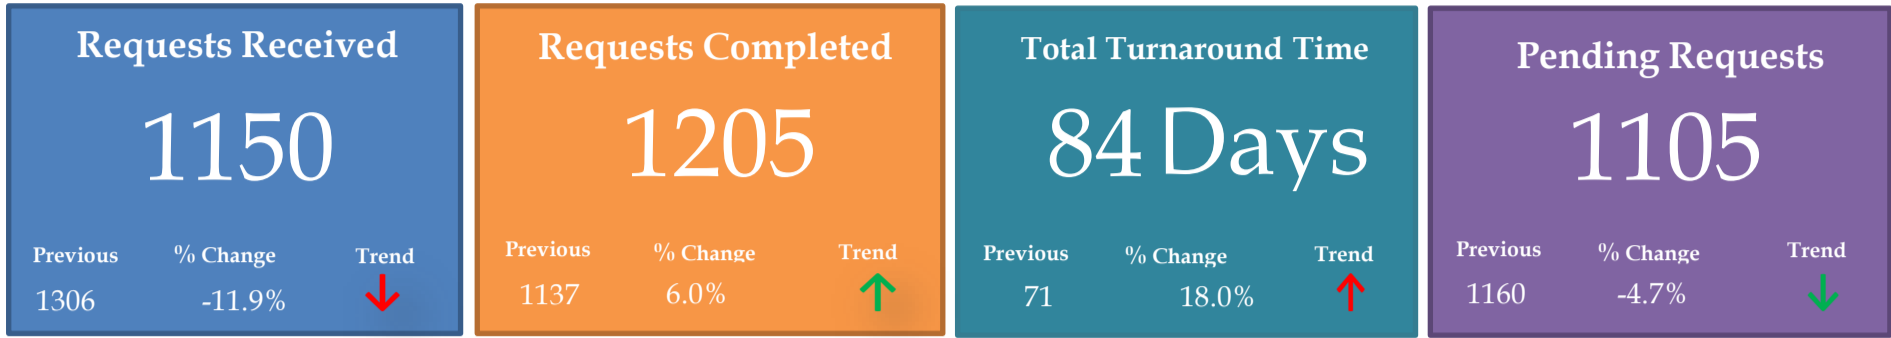 Requests Received
1150
Previous % Change Trend
1306 -11.9%
Requests Completed
1205
Previous % Change Trend
1137 6.0%
Total Turnaround Time
84 Days
Previous % Change Trend
71 18.0%
Pending Requests
1105
Previous % Change Trend
1160 -4.7%